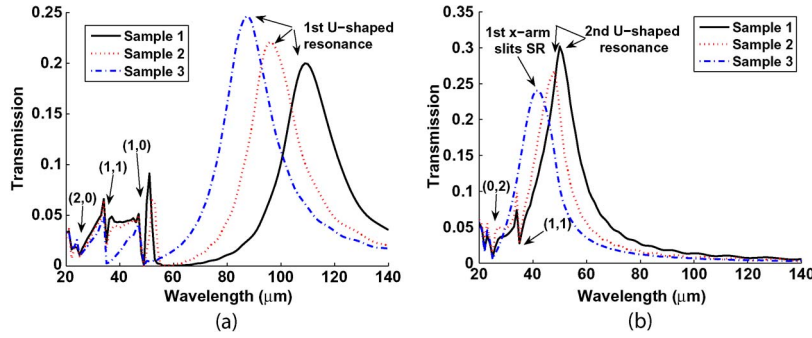 Sample 1
Sample 2
Sample 3
1st U-shaped
resonance
(1,0)
(1,1)
(2,0)
Transmission
0.25
0.2
0.15
0.1
0.05
0
20 40 60 80 100 120 140
Wavelength (μm)
(a)
1st x-arm
slits SR
2nd U-shaped
resonance
Sample 1
Sample 2
Sample 3
(0,2)
(1,1)
Transmission
0.35
0.3
0.25
0.2
0.15
0.1
0.05
0
20 40 60 80 100 120 140
Wavelength (μm)
(b)